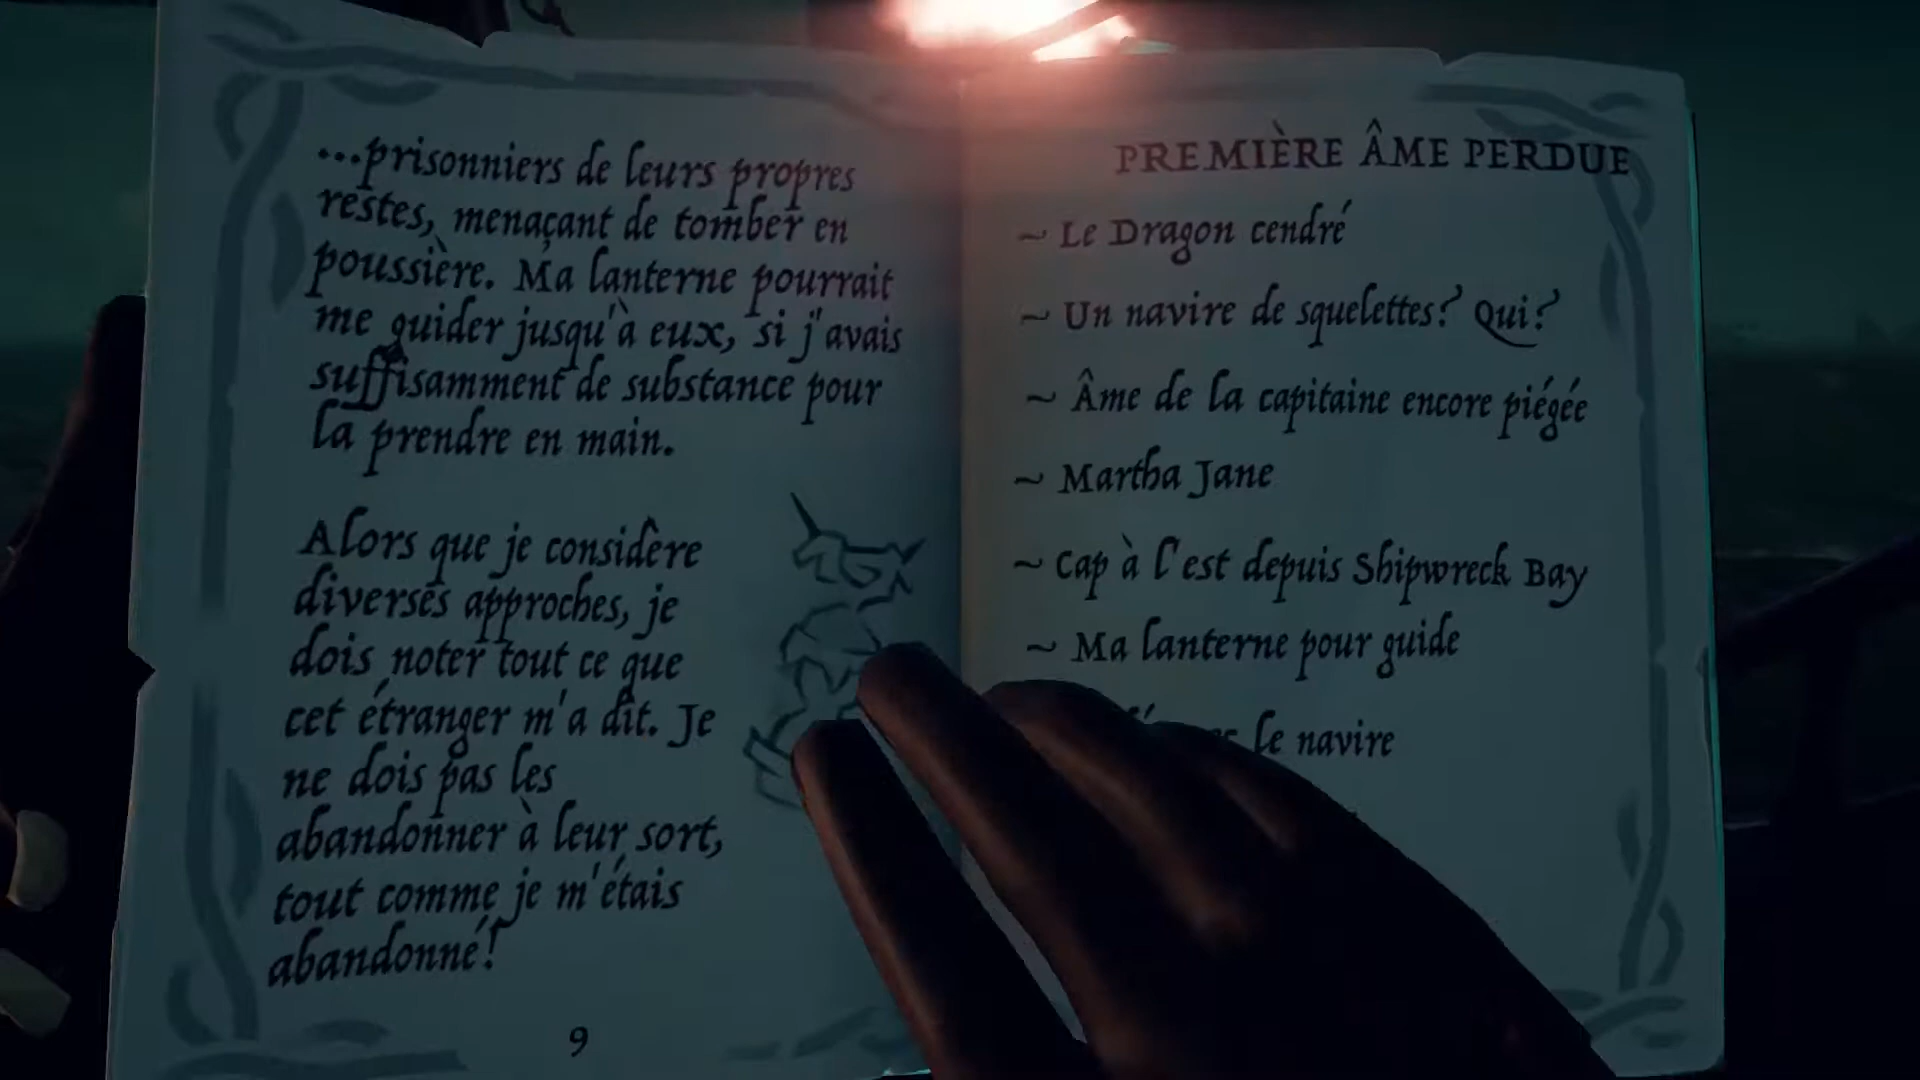 ...prisonniers de leurs propres
restes, menaçant de tomber en
poussière. Ma lanterne pourrait
me guider jusqu'à eux, si j'avais
suffisamment de substance pour
la prendre en main.
Alors que je considère
diverses approches, je
dois noter tout ce que
cet étranger m'a dit. Je
ne dois pas les
abandonner à leur sort,
tout comme je m'étais
abandonné!
9
PREMIÈRE ÂME PERDUE
~ Le Dragon cendré
~ Un navire de squelettes? Qui?
~ Âme de la capitaine encore piégée
~ Martha Jane
~ Cap à l'est depuis Shipwreck Bay
~ Ma lanterne pour guide
le navire